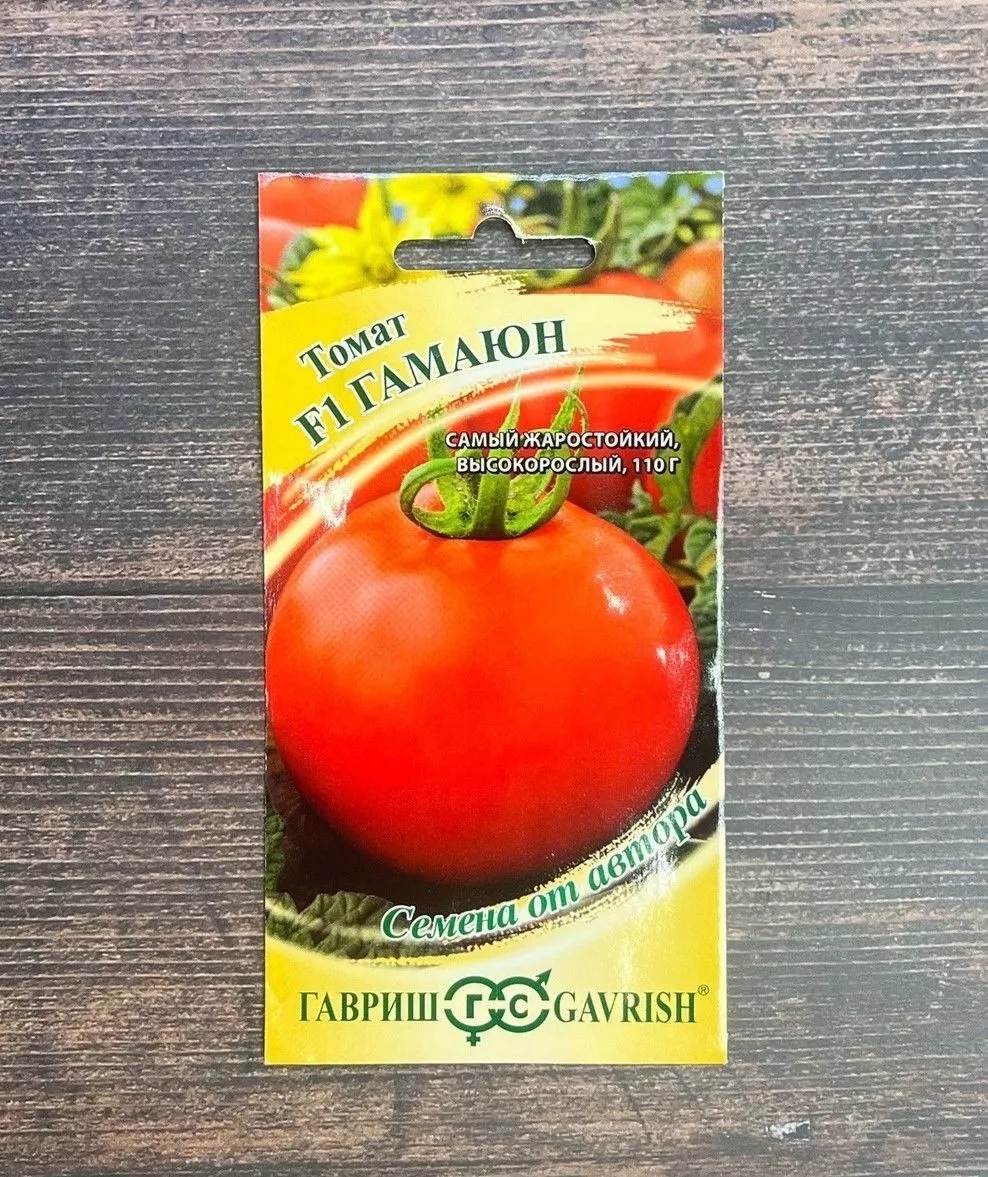 Томат
F1 ГАМАЮН
САМЫЙ ЖАРОСТОЙКИЙ,
ВЫСОКОРОСЛЫЙ, 110 Г
Семена от автора
ГАВРИШ ГС GAVRISH®